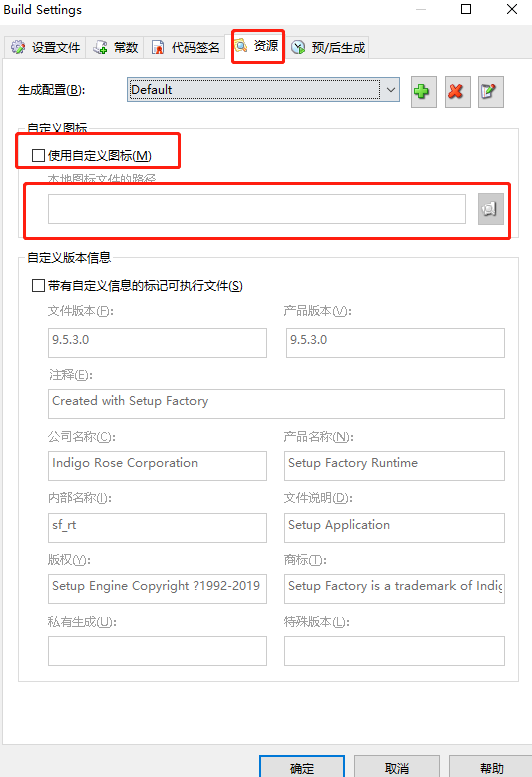 Build Settings
设置文件 常数 代码签名 资源 预/后生成
生成配置(B): Default
自定义图标
使用自定义图标(M)
本地图标文件的路径
自定义版本信息
带有自定义信息的标记可执行文件(S)
文件版本(F): 产品版本(V):
9.5.3.0 9.5.3.0
注释(E):
Created with Setup Factory
公司名称(C): 产品名称(N):
Indigo Rose Corporation Setup Factory Runtime
内部名称(I): 文件说明(D):
sf_rt Setup Application
版权(Y): 商标(T):
Setup Engine Copyright ?1992-2019 Setup Factory is a trademark of Indig
私有生成(U): 特殊版本(L):
确定 取消 帮助